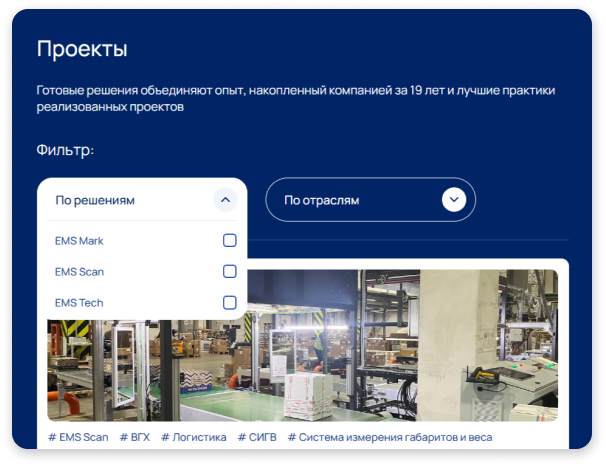 Проекты
Готовые решения объединяют опыт, накопленный компанией за 19 лет и лучшие практики
реализованных проектов
Фильтр:
По решениям
По отраслям
EMS Mark
EMS Scan
EMS Tech
# EMS Scan # ВГХ # Логистика # СИГВ # Система измерения габаритов и веса